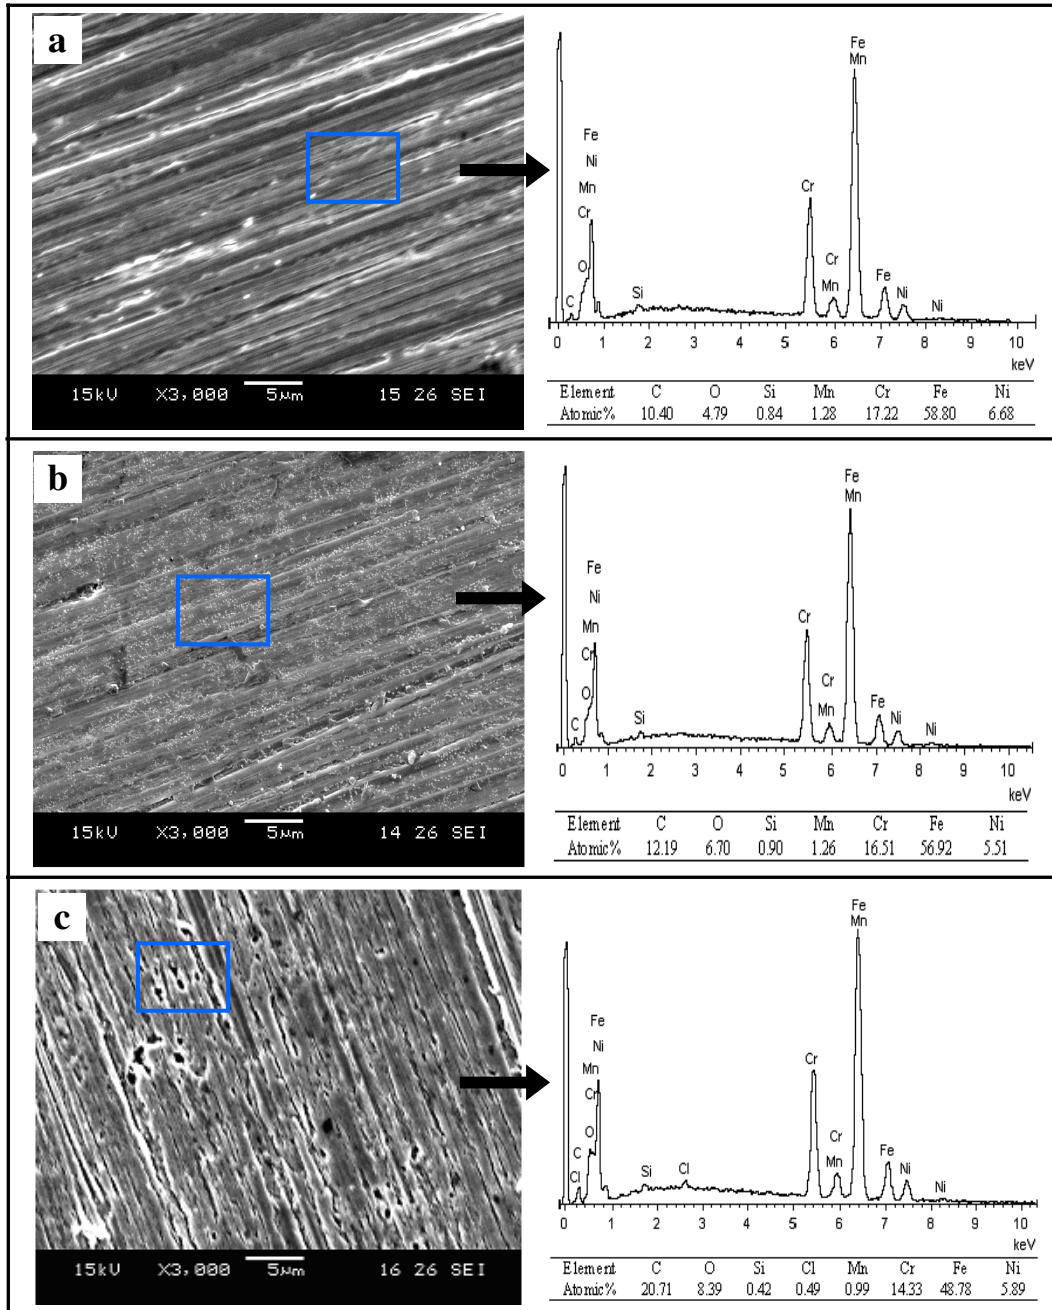 a
Fe
Mn
Fe
Ni
Mn
Cr
O
C
Si
Cr
Cr
Mn
Fe
Ni
Ni
0 1 2 3 4 5 6 7 8 9 10
keV
15kV X3,000 5µm 15 26 SEI
Element C O Si Mn Cr Fe Ni
Atomic% 10.40 4.79 0.84 1.28 17.22 58.80 6.68
b
Fe
Mn
Fe
Ni
Mn
Cr
O
C
Si
Cr
Cr
Mn
Fe
Ni
Ni
0 1 2 3 4 5 6 7 8 9 10
keV
15kV X3,000 5µm 14 26 SEI
Element C O Si Mn Cr Fe Ni
Atomic% 12.19 6.70 0.90 1.26 16.51 56.92 5.51
c
Fe
Mn
Fe
Ni
Mn
Cr
O
C
Cl
Si
Cl
Cr
Cr
Mn
Fe
Ni
Ni
0 1 2 3 4 5 6 7 8 9 10
keV
15kV X3,000 5µm 16 26 SEI
Element C O Si Cl Mn Cr Fe Ni
Atomic% 20.71 8.39 0.42 0.49 0.99 14.33 48.78 5.89